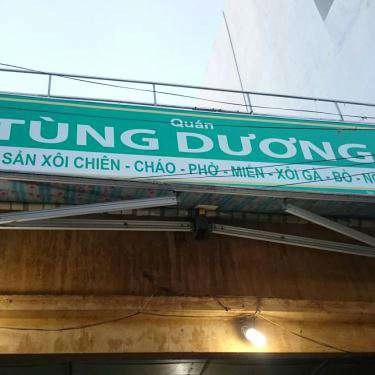 Quán
TÙNG DƯƠNG
SẢN XÔI CHIÊN - CHÁO - PHỞ - MIẾN - XÔI GÀ - BÒ -